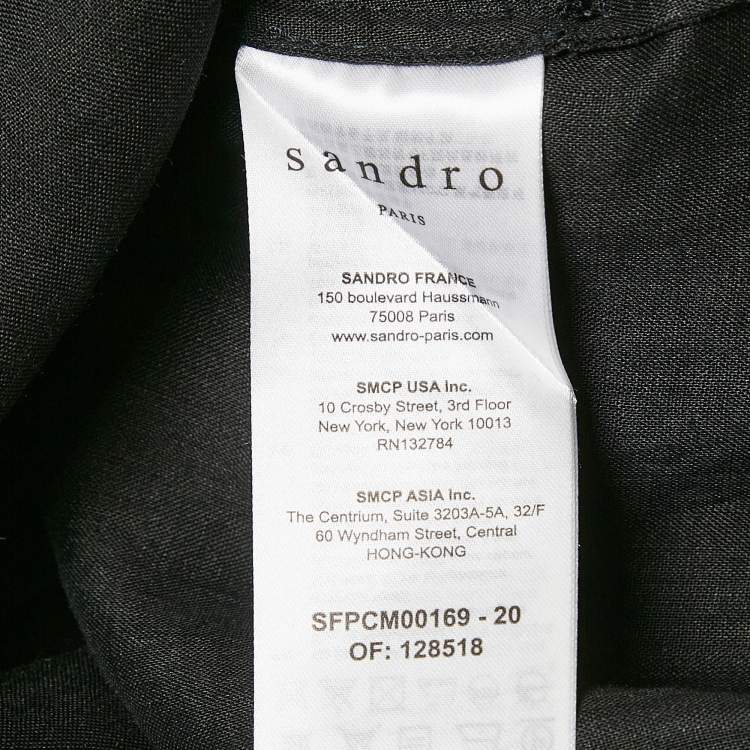 sandro
PARIS
SANDRO FRANCE
150 boulevard Haussmann
75008 Paris
www.sandro-paris.com
SMCP USA Inc.
10 Crosby Street, 3rd Floor
New York, New York 10013
RN132784
SMCP ASIA Inc.
The Centrium, Suite 3203A-5A, 32/F
60 Wyndham Street, Central
HONG-KONG
SFPCM00169 - 20
OF: 128518